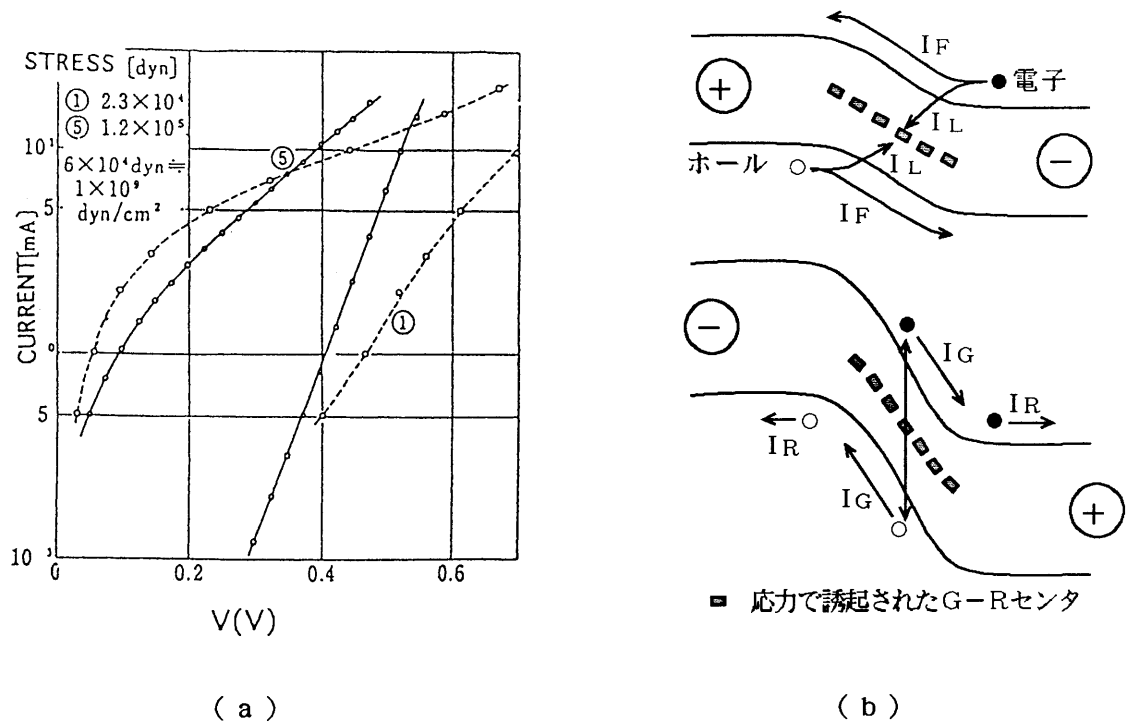 STRESS [dyn]
① 2.3×10⁴
⑤ 1.2×10⁵
6×10⁴dyn≒
1×10⁹
dyn/cm²
CURRENT[mA]
10¹
5
5
10
0 0.2 0.4 0.6
V(V)
⑤
①
(a)
IF
電子
IL
ホール
IL
IF
+
−
−
IG
IR
IR
IG
+
応力で誘起されたG−Rセンタ
(b)